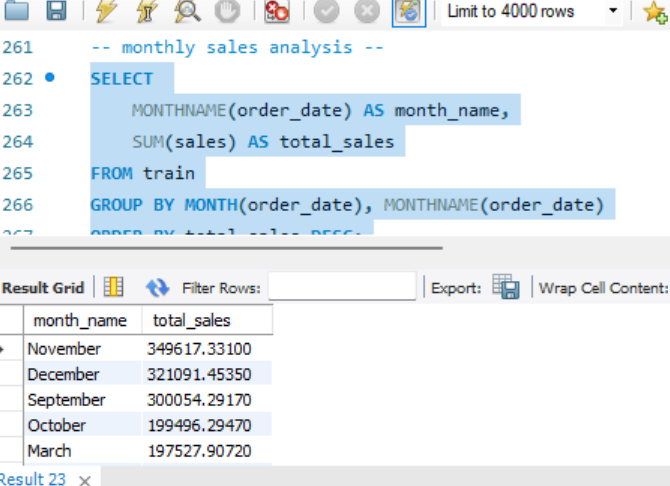 Limit to 4000 rows
261 -- monthly sales analysis --
262 SELECT
263 MONTHNAME(order_date) AS month_name,
264 SUM(sales) AS total_sales
265 FROM train
266 GROUP BY MONTH(order_date), MONTHNAME(order_date)
267 ORDER BY total_sales DESC;
Result Grid Filter Rows: Export: Wrap Cell Content:
month_name total_sales
November 349617.33100
December 321091.45350
September 300054.29170
October 199496.29470
March 197527.90720
Result 23